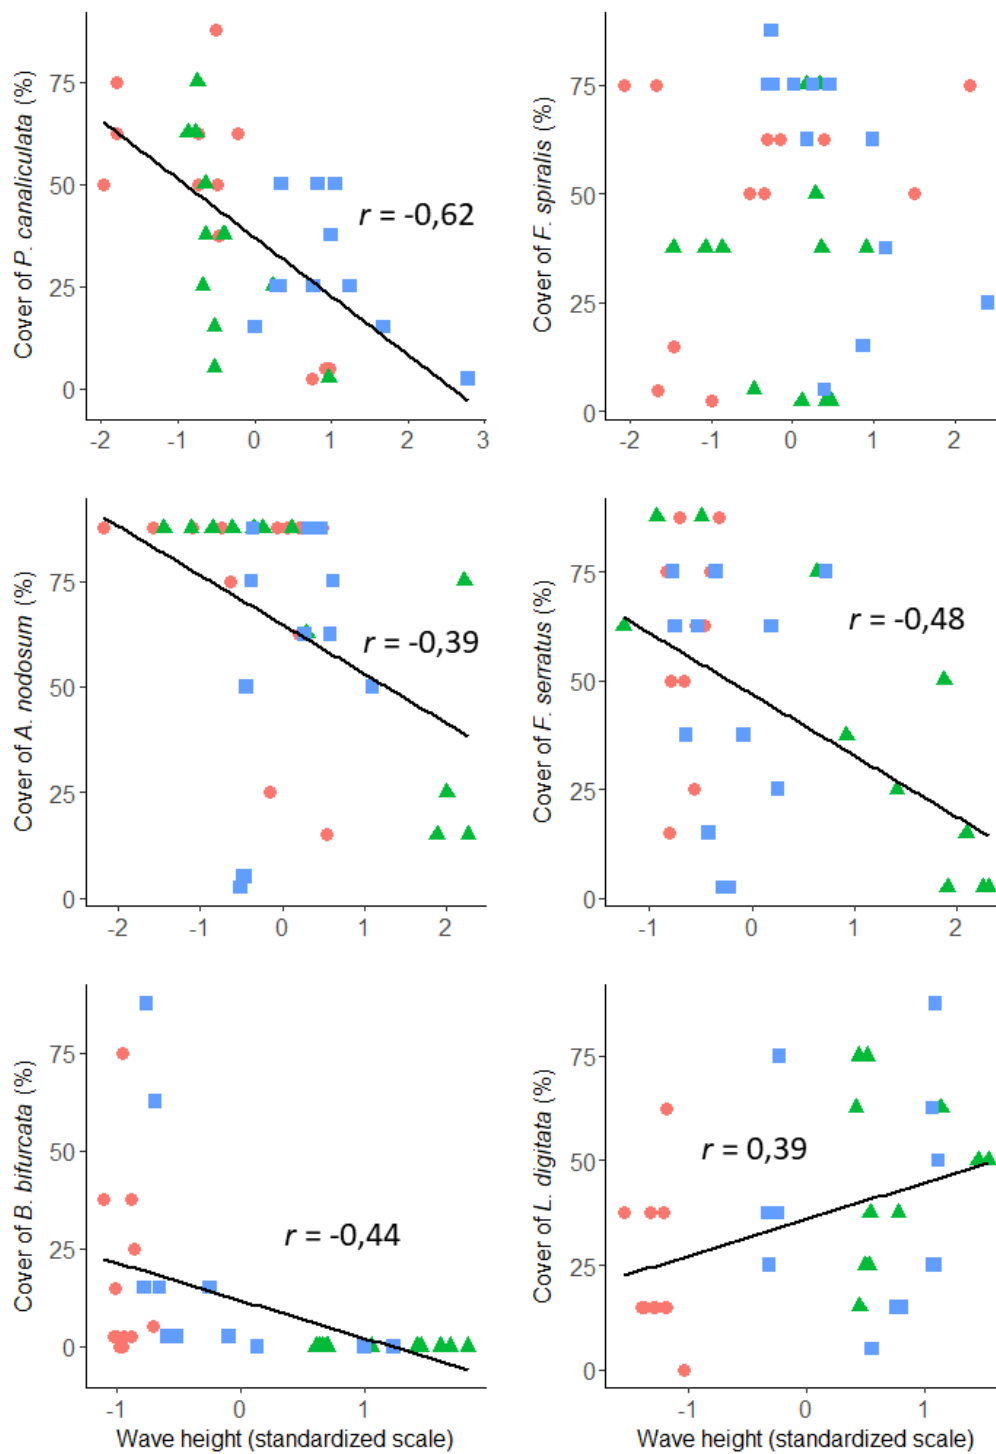 Cover of P. canaliculata (%)
75
50
25
0
r = -0,62
-2 -1 0 1 2 3
Cover of F. spiralis (%)
75
50
25
0
-2 -1 0 1 2
Cover of A. nodosum (%)
75
50
25
0
r = -0,39
-2 -1 0 1 2
Cover of F. serratus (%)
75
50
25
0
r = -0,48
-1 0 1 2
Cover of B. bifurcata (%)
75
50
25
0
r = -0,44
-1 0 1
Wave height (standardized scale)
Cover of L. digitata (%)
75
50
25
0
r = 0,39
-1 0 1
Wave height (standardized scale)